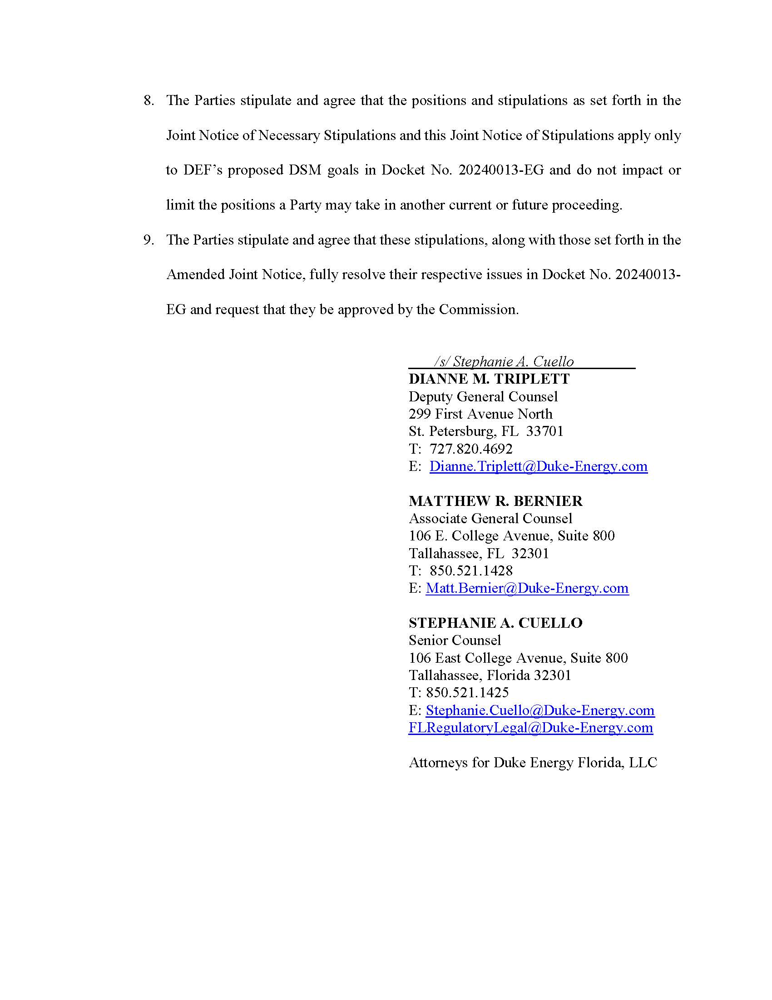 8. The Parties stipulate and agree that the positions and stipulations as set forth in the
Joint Notice of Necessary Stipulations and this Joint Notice of Stipulations apply only
to DEF’s proposed DSM goals in Docket No. 20240013-EG and do not impact or
limit the positions a Party may take in another current or future proceeding.
9. The Parties stipulate and agree that these stipulations, along with those set forth in the
Amended Joint Notice, fully resolve their respective issues in Docket No. 20240013-
EG and request that they be approved by the Commission.
/s/ Stephanie A. Cuello
DIANNE M. TRIPLETT
Deputy General Counsel
299 First Avenue North
St. Petersburg, FL 33701
T: 727.820.4692
E: Dianne.Triplett@Duke-Energy.com
MATTHEW R. BERNIER
Associate General Counsel
106 E. College Avenue, Suite 800
Tallahassee, FL 32301
T: 850.521.1428
E: Matt.Bernier@Duke-Energy.com
STEPHANIE A. CUELLO
Senior Counsel
106 East College Avenue, Suite 800
Tallahassee, Florida 32301
T: 850.521.1425
E: Stephanie.Cuello@Duke-Energy.com
FLRegulatoryLegal@Duke-Energy.com
Attorneys for Duke Energy Florida, LLC